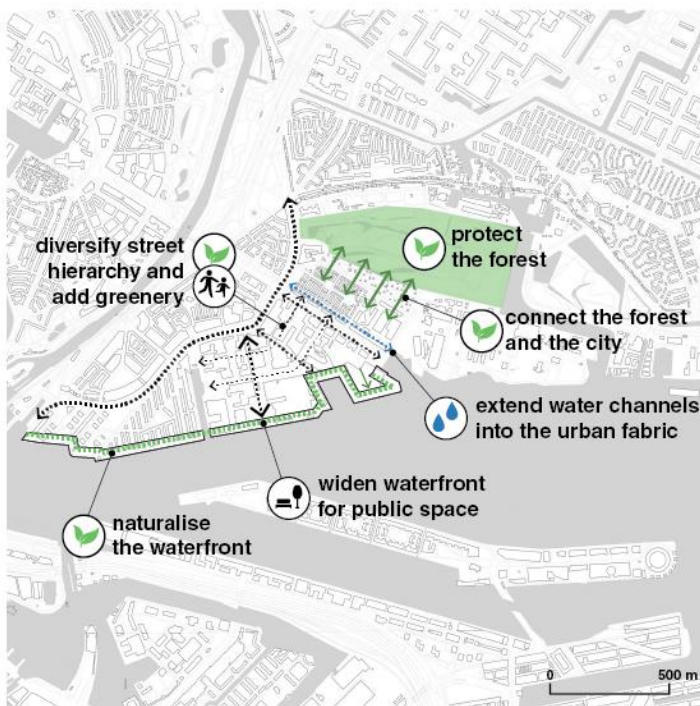 diversify street
hierarchy and
add greenery
protect
the forest
connect the forest
and the city
extend water channels
into the urban fabric
widen waterfront
for public space
naturalise
the waterfront
0 500 m